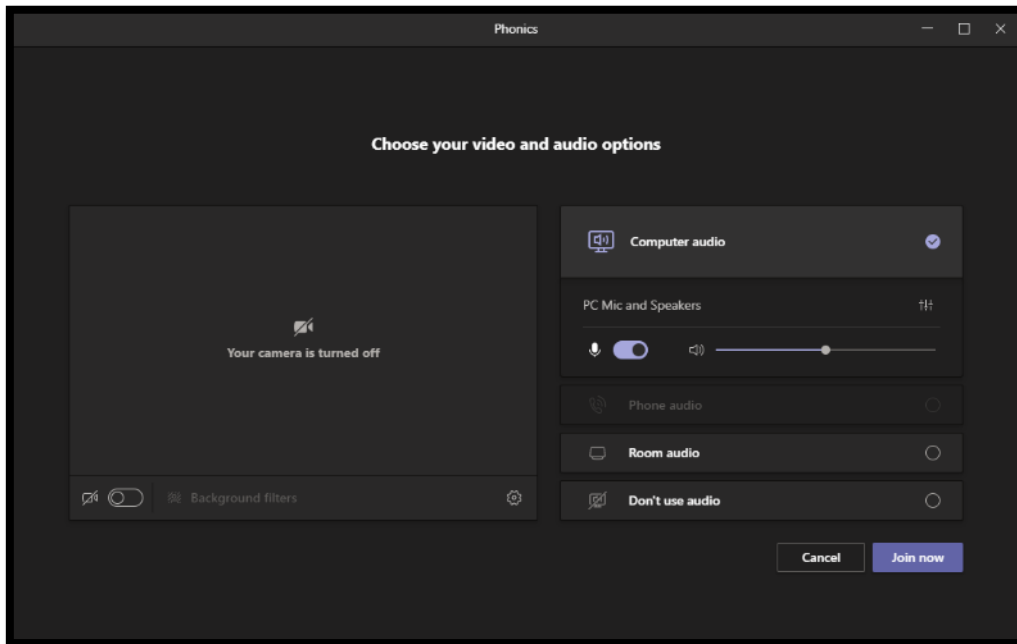 Phonics
Choose your video and audio options
Your camera is turned off
Background filters
Computer audio
PC Mic and Speakers
Phone audio
Room audio
Don't use audio
Cancel
Join now